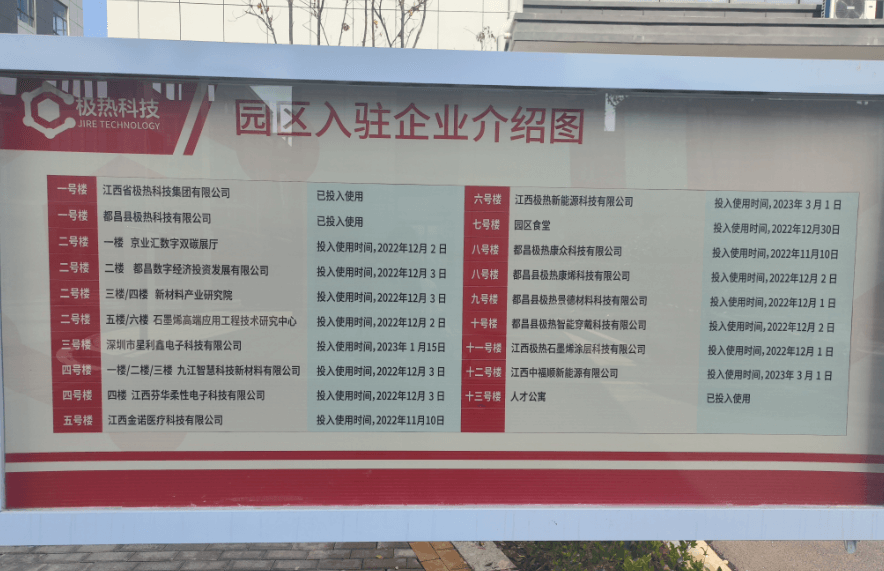 极热科技
JIRE TECHNOLOGY
园区入驻企业介绍图
一号楼 江西省极热科技集团有限公司 已投入使用
一号楼 都昌县极热科技有限公司 已投入使用
二号楼 一楼 京业汇数字双碳展厅 投入使用时间,2022年12月2日
二号楼 二楼 都昌数字经济投资发展有限公司 投入使用时间,2022年12月3日
二号楼 三楼/四楼 新材料产业研究院 投入使用时间,2022年12月3日
二号楼 五楼/六楼 石墨烯高端应用工程技术研究中心 投入使用时间,2022年12月2日
三号楼 深圳市里利鑫电子科技有限公司 投入使用时间,2023年1月15日
四号楼 一楼/二楼/三楼 九江智慧科技新材料有限公司 投入使用时间,2022年12月3日
四号楼 四楼 江西芬华柔性电子科技有限公司 投入使用时间,2022年12月3日
五号楼 江西金诺医疗科技有限公司 投入使用时间,2022年11月10日
六号楼 江西极热新能源科技有限公司 投入使用时间,2023年3月1日
七号楼 园区食堂 投入使用时间,2022年12月30日
八号楼 都昌极热康众科技有限公司 投入使用时间,2022年11月10日
八号楼 都昌县极热康烯科技有限公司 投入使用时间,2022年12月2日
九号楼 都昌县极热景德材料科技有限公司 投入使用时间,2022年12月1日
十号楼 都昌县极热智能穿戴科技有限公司 投入使用时间,2022年12月2日
十一号楼 江西极热石墨烯涂层科技有限公司 投入使用时间,2022年12月1日
十二号楼 江西中福顺新能源有限公司 投入使用时间,2023年3月1日
十三号楼 人才公寓 已投入使用